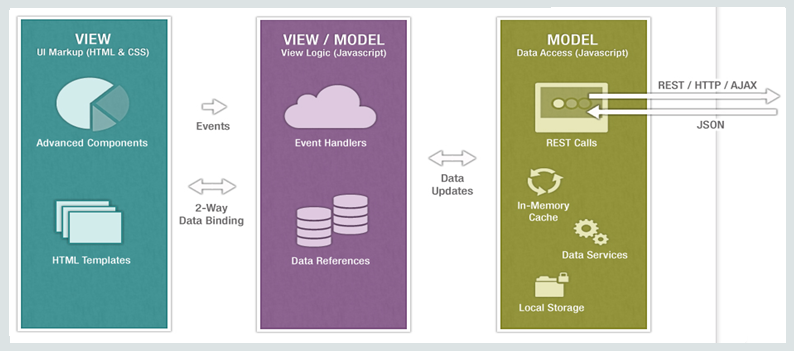 VIEW
UI Markup (HTML & CSS)
Advanced Components
HTML Templates
Events
2-Way
Data Binding
VIEW / MODEL
View Logic (Javascript)
Event Handlers
Data References
Data
Updates
MODEL
Data Access (Javascript)
REST Calls
In-Memory
Cache
Data Services
Local Storage
REST / HTTP / AJAX
JSON